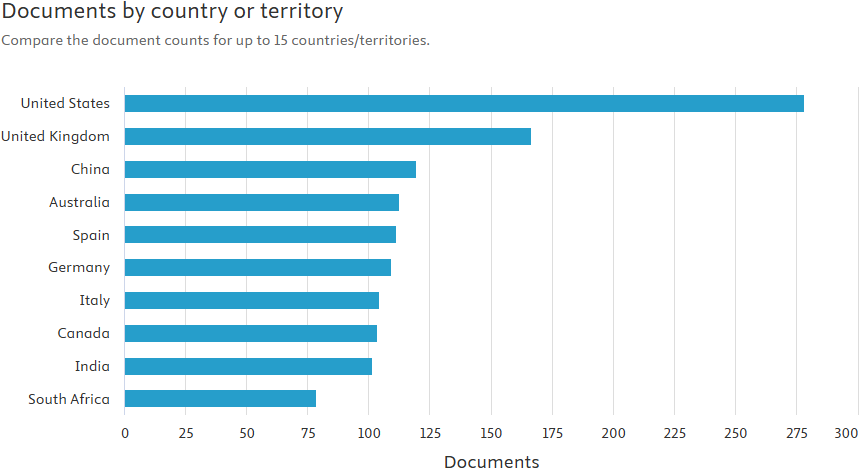 Documents by country or territory
Compare the document counts for up to 15 countries/territories.
United States
United Kingdom
China
Australia
Spain
Germany
Italy
Canada
India
South Africa
0 25 50 75 100 125 150 175 200 225 250 275 300
Documents